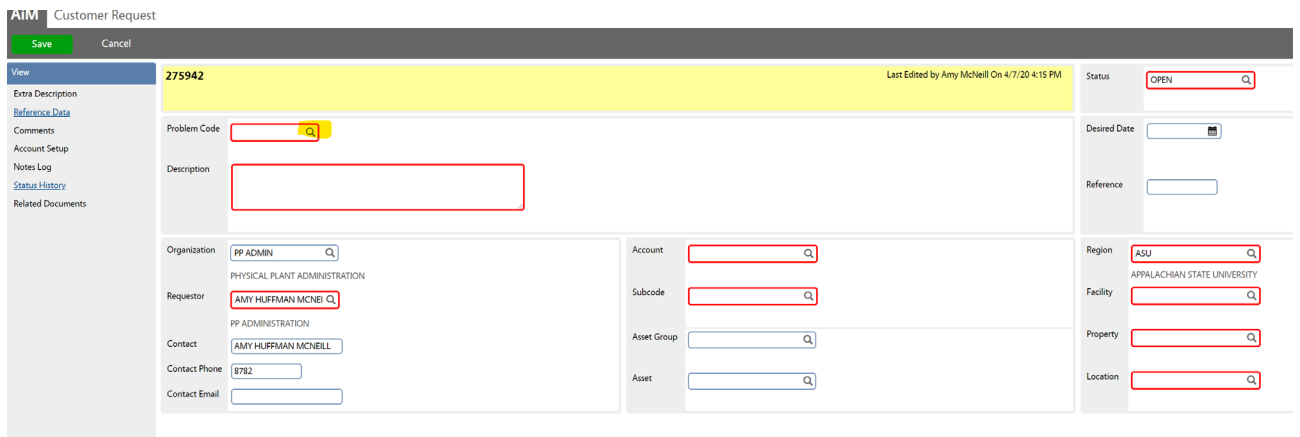 AiM Customer Request
Save Cancel
View
Extra Description
Reference Data
Comments
Account Setup
Notes Log
Status History
Related Documents
275942
Last Edited by Amy McNeill On 4/7/20 4:15 PM
Status OPEN
Problem Code
Description
Desired Date
Reference
Organization PP ADMIN
PHYSICAL PLANT ADMINISTRATION
Requestor AMY HUFFMAN MCNEI
PP ADMINISTRATION
Contact AMY HUFFMAN MCNEILL
Contact Phone 8782
Contact Email
Account
Subcode
Asset Group
Asset
Region ASU
APPALACHIAN STATE UNIVERSITY
Facility
Property
Location